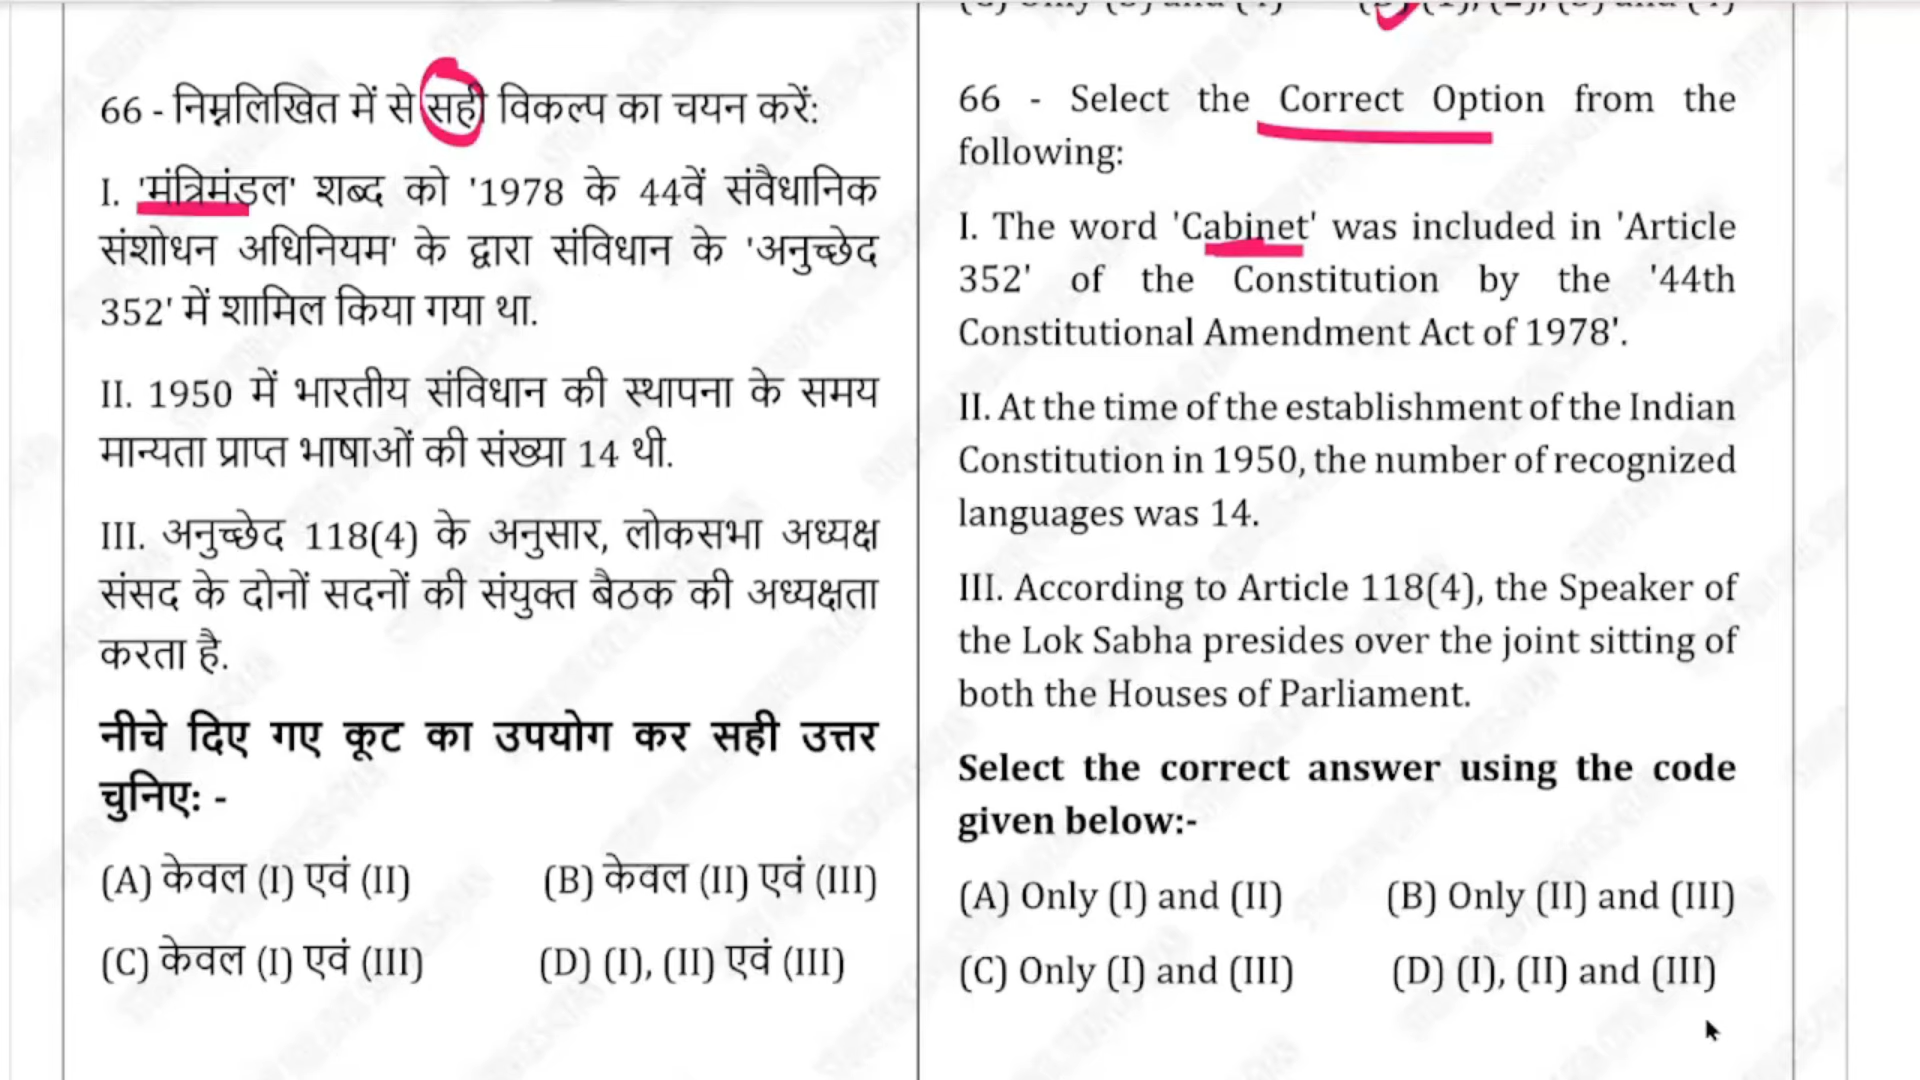 66 - निम्नलिखित में से सही विकल्प का चयन करें:
I. 'मंत्रिमंडल' शब्द को '1978 के 44वें संवैधानिक
संशोधन अधिनियम' के द्वारा संविधान के 'अनुच्छेद
352' में शामिल किया गया था.
II. 1950 में भारतीय संविधान की स्थापना के समय
मान्यता प्राप्त भाषाओं की संख्या 14 थी.
III. अनुच्छेद 118(4) के अनुसार, लोकसभा अध्यक्ष
संसद के दोनों सदनों की संयुक्त बैठक की अध्यक्षता
करता है.
नीचे दिए गए कूट का उपयोग कर सही उत्तर
चुनिए: -
(A) केवल (I) एवं (II) (B) केवल (II) एवं (III)
(C) केवल (I) एवं (III) (D) (I), (II) एवं (III)
66 - Select the Correct Option from the
following:
I. The word 'Cabinet' was included in 'Article
352' of the Constitution by the '44th
Constitutional Amendment Act of 1978'.
II. At the time of the establishment of the Indian
Constitution in 1950, the number of recognized
languages was 14.
III. According to Article 118(4), the Speaker of
the Lok Sabha presides over the joint sitting of
both the Houses of Parliament.
Select the correct answer using the code
given below:-
(A) Only (I) and (II) (B) Only (II) and (III)
(C) Only (I) and (III) (D) (I), (II) and (III)